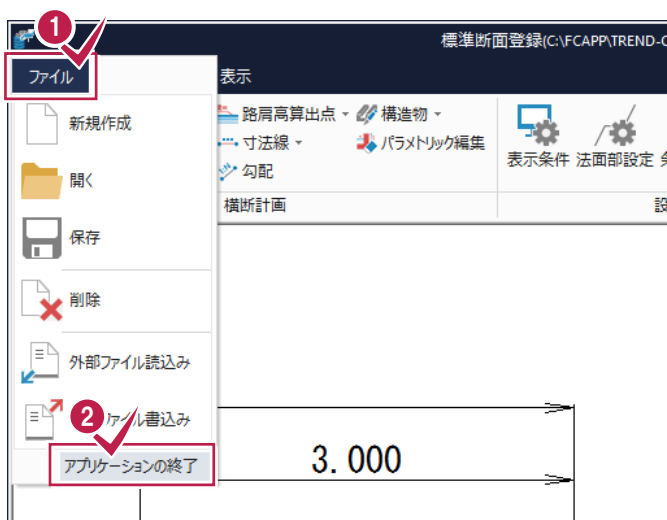 1
標準断面登録(C:\FCAPP\TREND-C
ファイル
表示
新規作成
開く
保存
削除
外部ファイル読込み
2
ファイル書込み
アプリケーションの終了
路肩高算出点
構造物
寸法線
パラメトリック編集
勾配
横断計画
表示条件
法面部設定
設
3.000